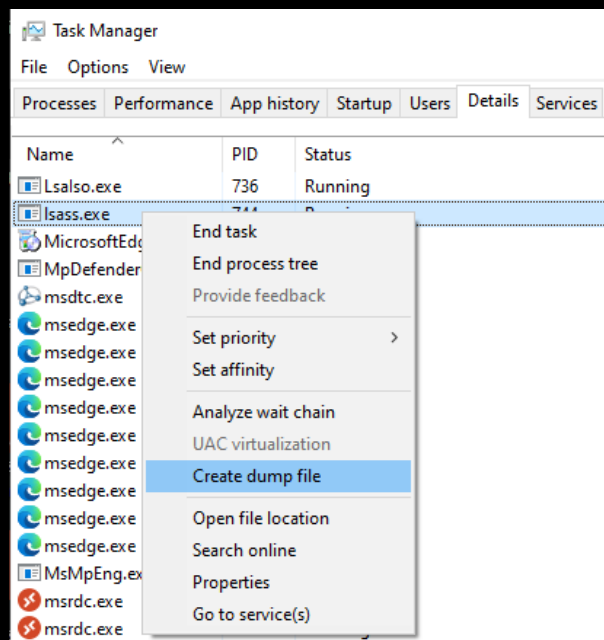 Task Manager
File Options View
Processes Performance App history Startup Users Details Services
Name PID Status
LsaIso.exe 736 Running
lsass.exe
MicrosoftEdg
MpDefender
msdtc.exe
msedge.exe
msedge.exe
msedge.exe
msedge.exe
msedge.exe
msedge.exe
msedge.exe
msedge.exe
msedge.exe
MsMpEng.ex
msrdc.exe
msrdc.exe
End task
End process tree
Provide feedback
Set priority
Set affinity
Analyze wait chain
UAC virtualization
Create dump file
Open file location
Search online
Properties
Go to service(s)